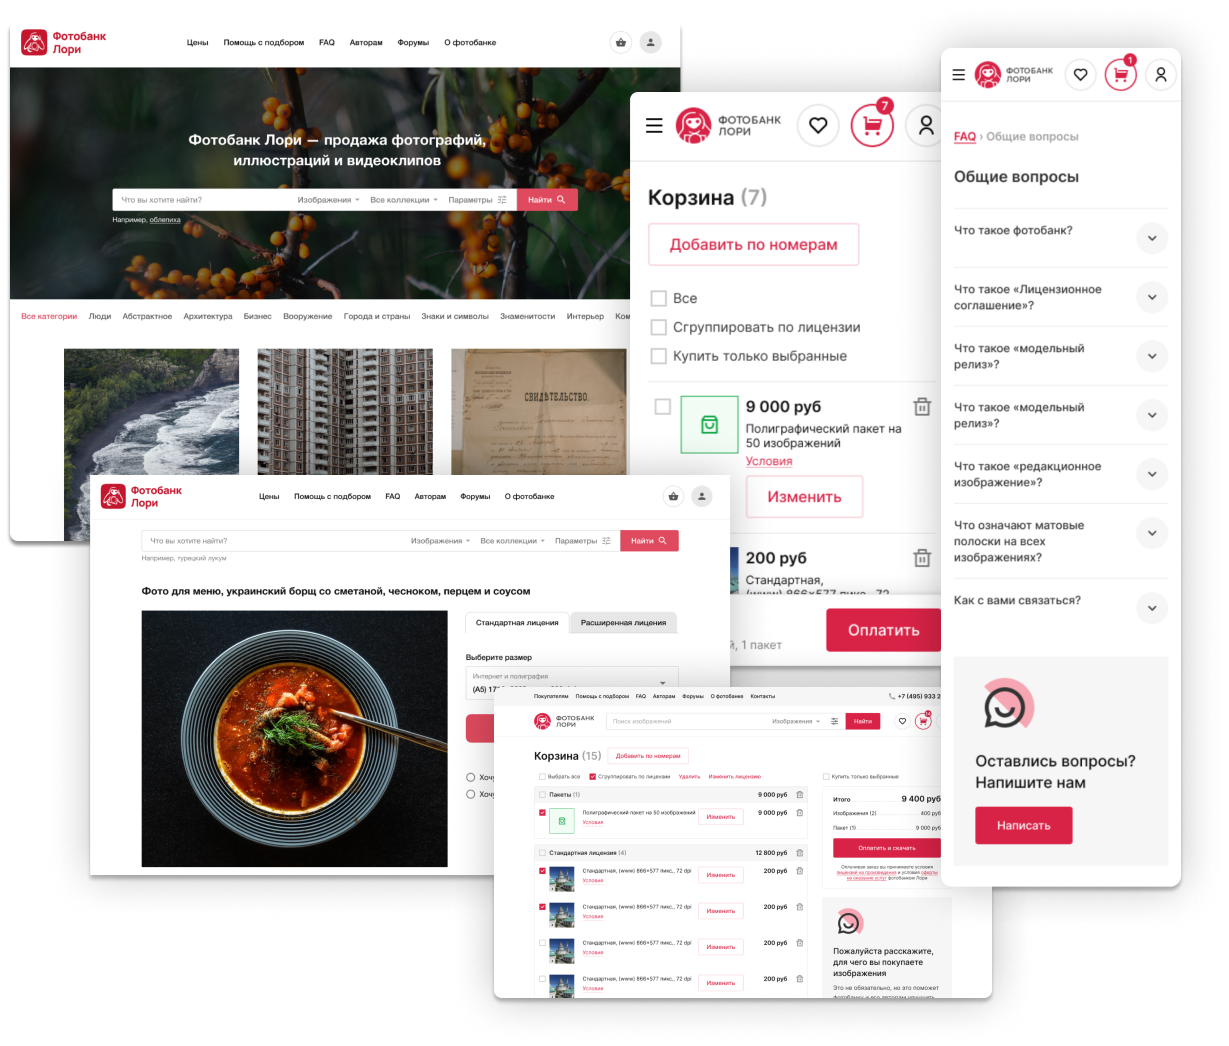 Фотобанк
Лори
Цены Помощь с подбором FAQ Авторам Форумы О фотобанке
Фотобанк Лори — продажа фотографий,
иллюстраций и видеоклипов
Что вы хотите найти? Изображения Все коллекции Параметры Найти
Например, облепиха
Все категории Люди Абстрактное Архитектура Бизнес Вооружение Города и страны Знаки и символы Знаменитости Интерьер Ком
СВИДѢТЕЛЬСТВО.
ФОТОБАНК
ЛОРИ
7
Корзина (7)
Добавить по номерам
Все
Сгруппировать по лицензии
Купить только выбранные
9 000 руб
Полиграфический пакет на
50 изображений
Условия
Изменить
200 руб
Стандартная,
(www) 866×577 пикс., 72
й, 1 пакет
Оплатить
ФОТОБАНК
ЛОРИ
1
FAQ › Общие вопросы
Общие вопросы
Что такое фотобанк?
Что такое «Лицензионное
соглашение»?
Что такое «модельный
релиз»?
Что такое «модельный
релиз»?
Что такое «редакционное
изображение»?
Что означают матовые
полоски на всех
изображениях?
Как с вами связаться?
Оставлись вопросы?
Напишите нам
Написать
Фотобанк
Лори
Цены Помощь с подбором FAQ Авторам Форумы О фотобанке
Что вы хотите найти? Изображения Все коллекции Параметры Найти
Например, турецкий лукум
Фото для меню, украинский борщ со сметаной, чесноком, перцем и соусом
Стандартная лицения Расширенная лицения
Выберите размер
Интернет и полиграфия
(А5)
Хоч
Хоч
Покупателям Помощь с подбором FAQ Авторам Форумы О фотобанке Контакты +7 (495) 933 2
ФОТОБАНК
ЛОРИ
Поиск изображений Изображения Найти
14
Корзина (15) Добавить по номерам
Выбрать все Сгруппировать по лицензии Удалить Изменить лицензию Купить только выбранные
Пакеты (1) 9 000 руб
Полиграфический пакет на 50 изображений Изменить 9 000 руб
Условия
Стандартная лицензия (4) 12 800 руб
Стандартная, (www) 866×577 пикс., 72 dpi Изменить 200 руб
Условия
Стандартная, (www) 866×577 пикс., 72 dpi Изменить 200 руб
Условия
Стандартная, (www) 866×577 пикс., 72 dpi Изменить 200 руб
Условия
Стандартная, (www) 866×577 пикс., 72 dpi Изменить 200 руб
Условия
Итого 9 400 руб
Изображения (2) 400 руб
Пакет (1) 9 000 руб
Оплатить и скачать
Оплачивая заказ вы принимаете условия
лицензий на произведения и условия оферты
на оказание услуг фотобанком Лори
Пожалуйста расскажите,
для чего вы покупаете
изображения
Это не обязательно, но это поможет
фотобанку и его авторам улучшить